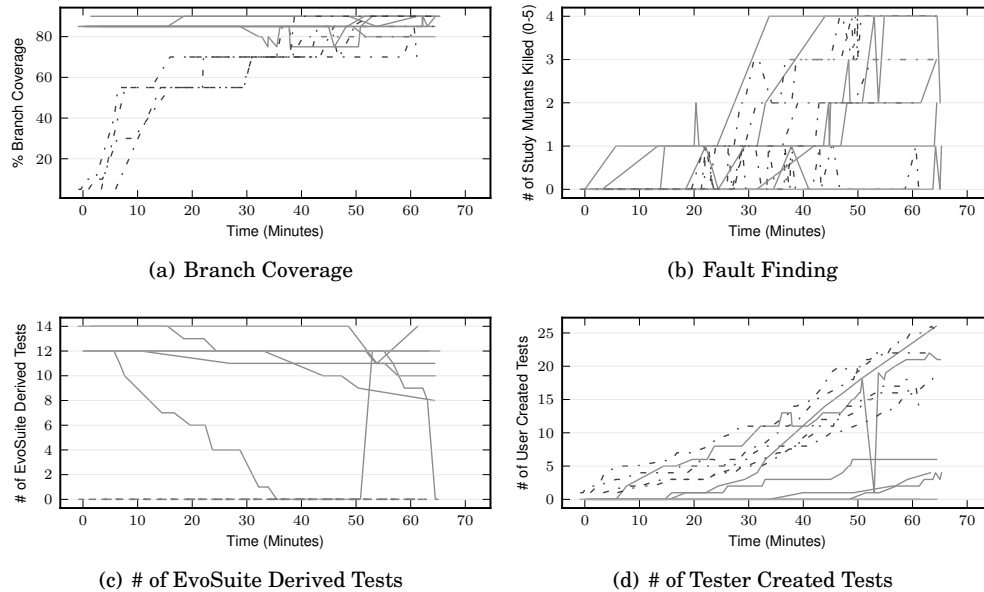 % Branch Coverage
80
60
40
20
0 10 20 30 40 50 60 70
Time (Minutes)
(a) Branch Coverage
# of Study Mutants Killed (0-5)
4
3
2
1
0
0 10 20 30 40 50 60 70
Time (Minutes)
(b) Fault Finding
# of EvoSuite Derived Tests
14
12
10
8
6
4
2
0
0 10 20 30 40 50 60 70
Time (Minutes)
(c) # of EvoSuite Derived Tests
# of User Created Tests
25
20
15
10
5
0
0 10 20 30 40 50 60 70
Time (Minutes)
(d) # of Tester Created Tests